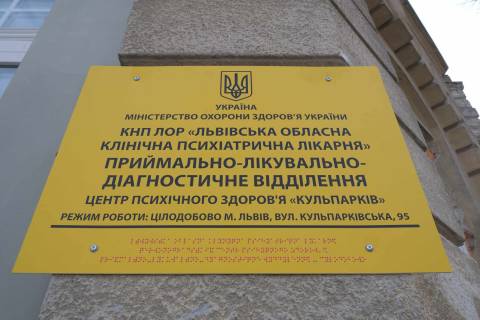 УКРАЇНА
МІНІСТЕРСТВО ОХОРОНИ ЗДОРОВ'Я УКРАЇНИ
КНП ЛОР «ЛЬВІВСЬКА ОБЛАСНА
КЛІНІЧНА ПСИХІАТРИЧНА ЛІКАРНЯ»
ПРИЙМАЛЬНО-ЛІКУВАЛЬНО-
ДІАГНОСТИЧНЕ ВІДДІЛЕННЯ
ЦЕНТР ПСИХІЧНОГО ЗДОРОВ'Я «КУЛЬПАРКІВ»
РЕЖИМ РОБОТИ: ЦІЛОДОБОВО М. ЛЬВІВ, ВУЛ. КУЛЬПАРКІВСЬКА, 95